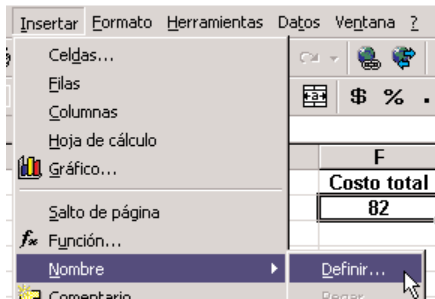 Insertar Formato Herramientas Datos Ventana ?
Celdas...
Filas
Columnas
Hoja de cálculo
Gráfico...
Salto de página
Función...
Nombre
Comentario
$ % .
F
Costo total
82
Definir...
Pegar...